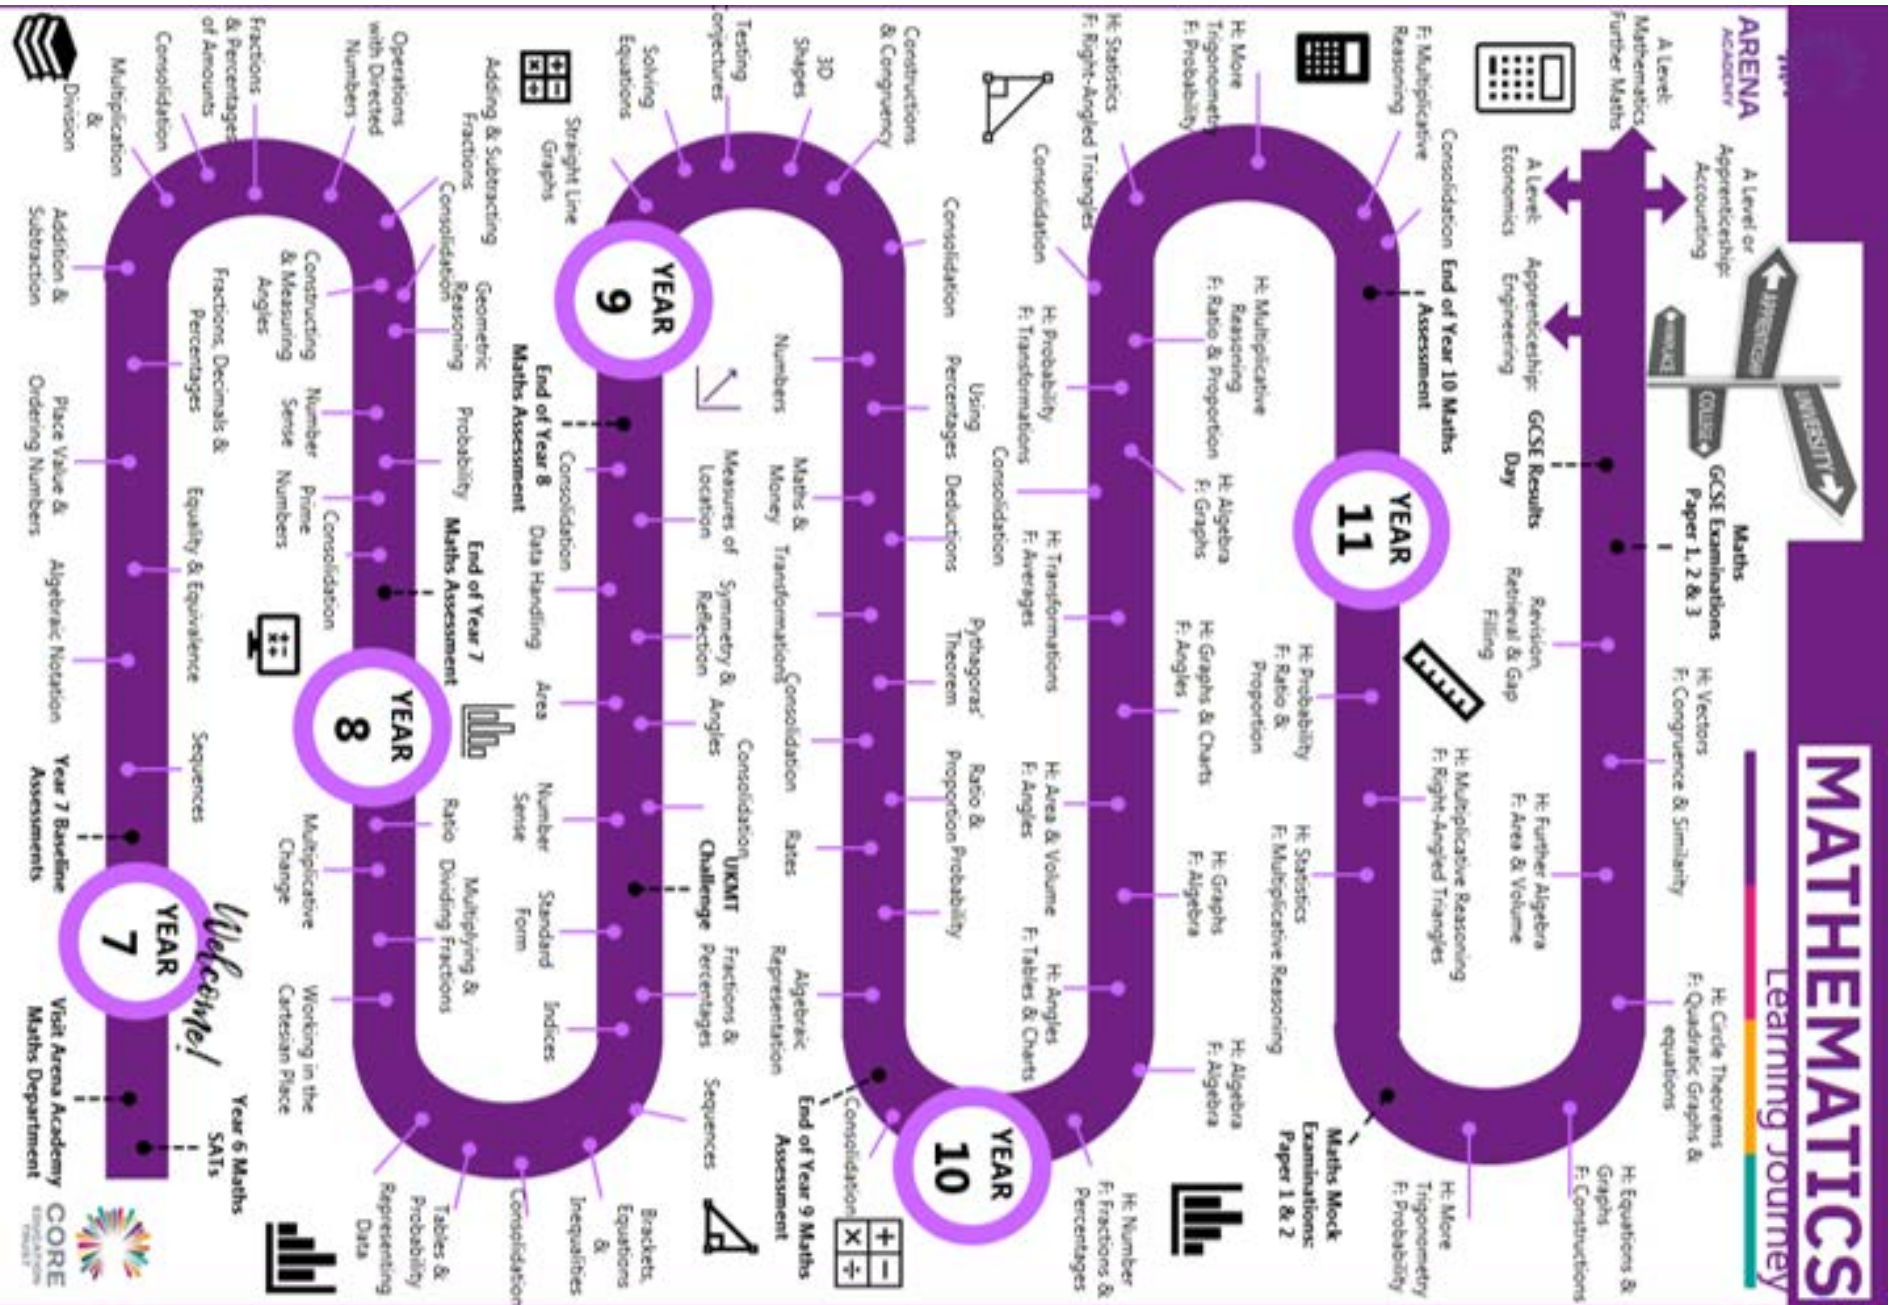 MATHEMATICS
Learning Journey
ARENA
ACADEMY
A Level:
Mathematics
Further Maths
A Level or
Apprenticeship:
Accounting
APPRENTICESHIP
UNIVERSITY
COLLEGE
Maths
GCSE Examinations
Paper 1, 2 & 3
H: Vectors
F: Congruence & Similarity
H: Circle Theorems
F: Quadratic Graphs &
equations
A Level:
Economics
Apprenticeship:
Engineering
GCSE Results
Day
Revision,
Retrieval & Gap
Filling
H: Further Algebra
F: Area & Volume
H: Equations &
Graphs
F: Constructions
F: Multiplicative
Reasoning
Consolidation
End of Year 10 Maths
Assessment
YEAR
11
H: Multiplicative Reasoning
F: Right-Angled Triangles
H: More
Trigonometry
F: Probability
H: More
Trigonometry
F: Probability
H: Probability
F: Ratio &
Proportion
H: Statistics
F: Multiplicative Reasoning
Maths Mock
Examinations:
Paper 1 & 2
H: Multiplicative
Reasoning
F: Ratio & Proportion
H: Algebra
F: Graphs
H: Graphs & Charts
F: Angles
H: Graphs
F: Algebra
H: Algebra
F: Algebra
H: Statistics
F: Right-Angled Triangles
H: Number
F: Fractions &
Percentages
Consolidation
H: Probability
F: Transformations
Consolidation
H: Transformations
F: Averages
H: Area & Volume
F: Angles
H: Angles
F: Tables & Charts
YEAR
10
Constructions
& Congruency
Consolidation
Using
Percentages
Deductions
Pythagoras'
Theorem
Ratio &
Proportion
Probability
Consolidation
3D
Shapes
Testing
Conjectures
Numbers
Maths &
Money
Transformations
Consolidation
Rates
Algebraic
Representation
End of Year 9 Maths
Assessment
Solving
Equations
Straight Line
Graphs
YEAR
9
Measures of
Location
Symmetry &
Reflection
Angles
Consolidation
UKMT
Challenge
Fractions &
Percentages
Sequences
End of Year 8
Maths Assessment
Consolidation
Data Handling
Area
Number
Sense
Standard
Form
Indices
Brackets,
Equations
&
Inequalities
Consolidation
Operations
with Directed
Numbers
Adding & Subtracting
Fractions
Consolidation
Geometric
Reasoning
Probability
End of Year 7
Maths Assessment
YEAR
8
Ratio
Multiplying &
Dividing Fractions
Tables &
Probability
Representing
Data
Fractions
& Percentages
of Amounts
Constructing
& Measuring
Angles
Number
Sense
Prime
Numbers
Consolidation
Multiplicative
Change
Working in the
Cartesian Place
Consolidation
Multiplication
&
Division
Fractions, Decimals &
Percentages
Equality & Equivalence
Sequences
Welcome!
Year 6 Maths
SATs
YEAR
7
Addition &
Subtraction
Place Value &
Ordering Numbers
Algebraic Notation
Year 7 Baseline
Assessments
Visit Arena Academy
Maths Department
CORE
EDUCATION
TRUST